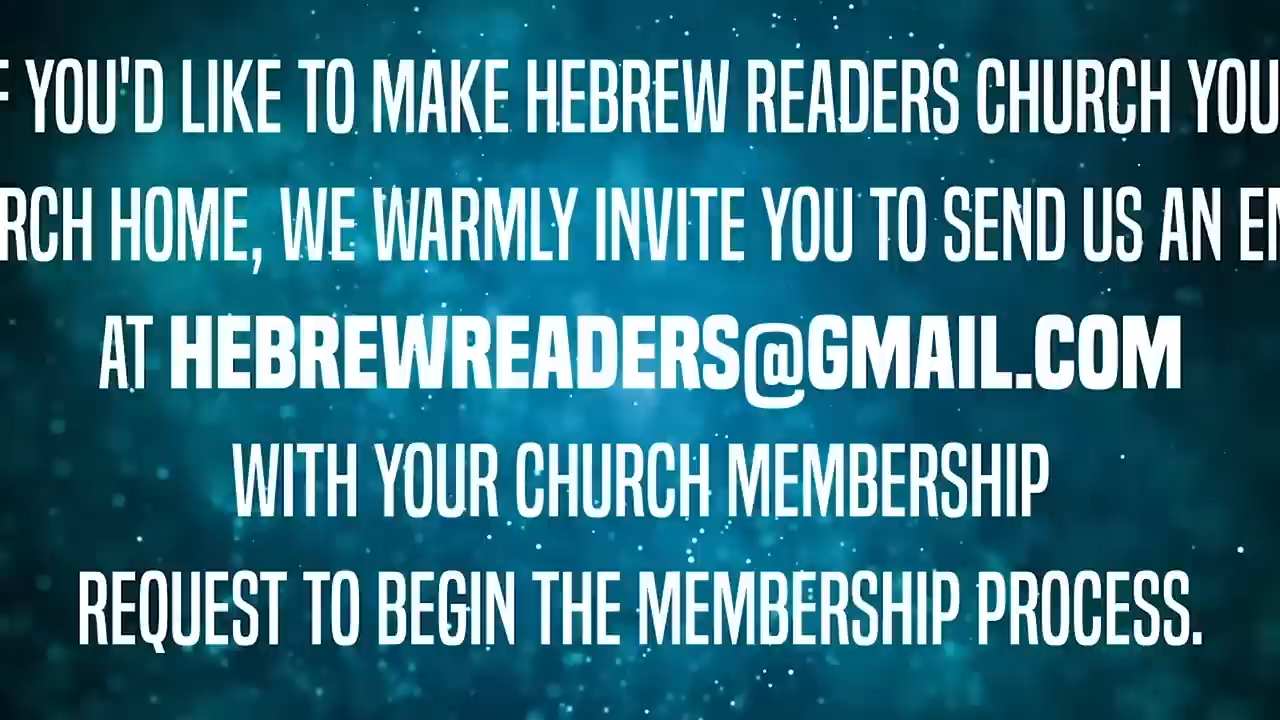 F YOU'D LIKE TO MAKE HEBREW READERS CHURCH YOU
RCH HOME, WE WARMLY INVITE YOU TO SEND US AN EM
AT HEBREWREADERS@GMAIL.COM
WITH YOUR CHURCH MEMBERSHIP
REQUEST TO BEGIN THE MEMBERSHIP PROCESS.